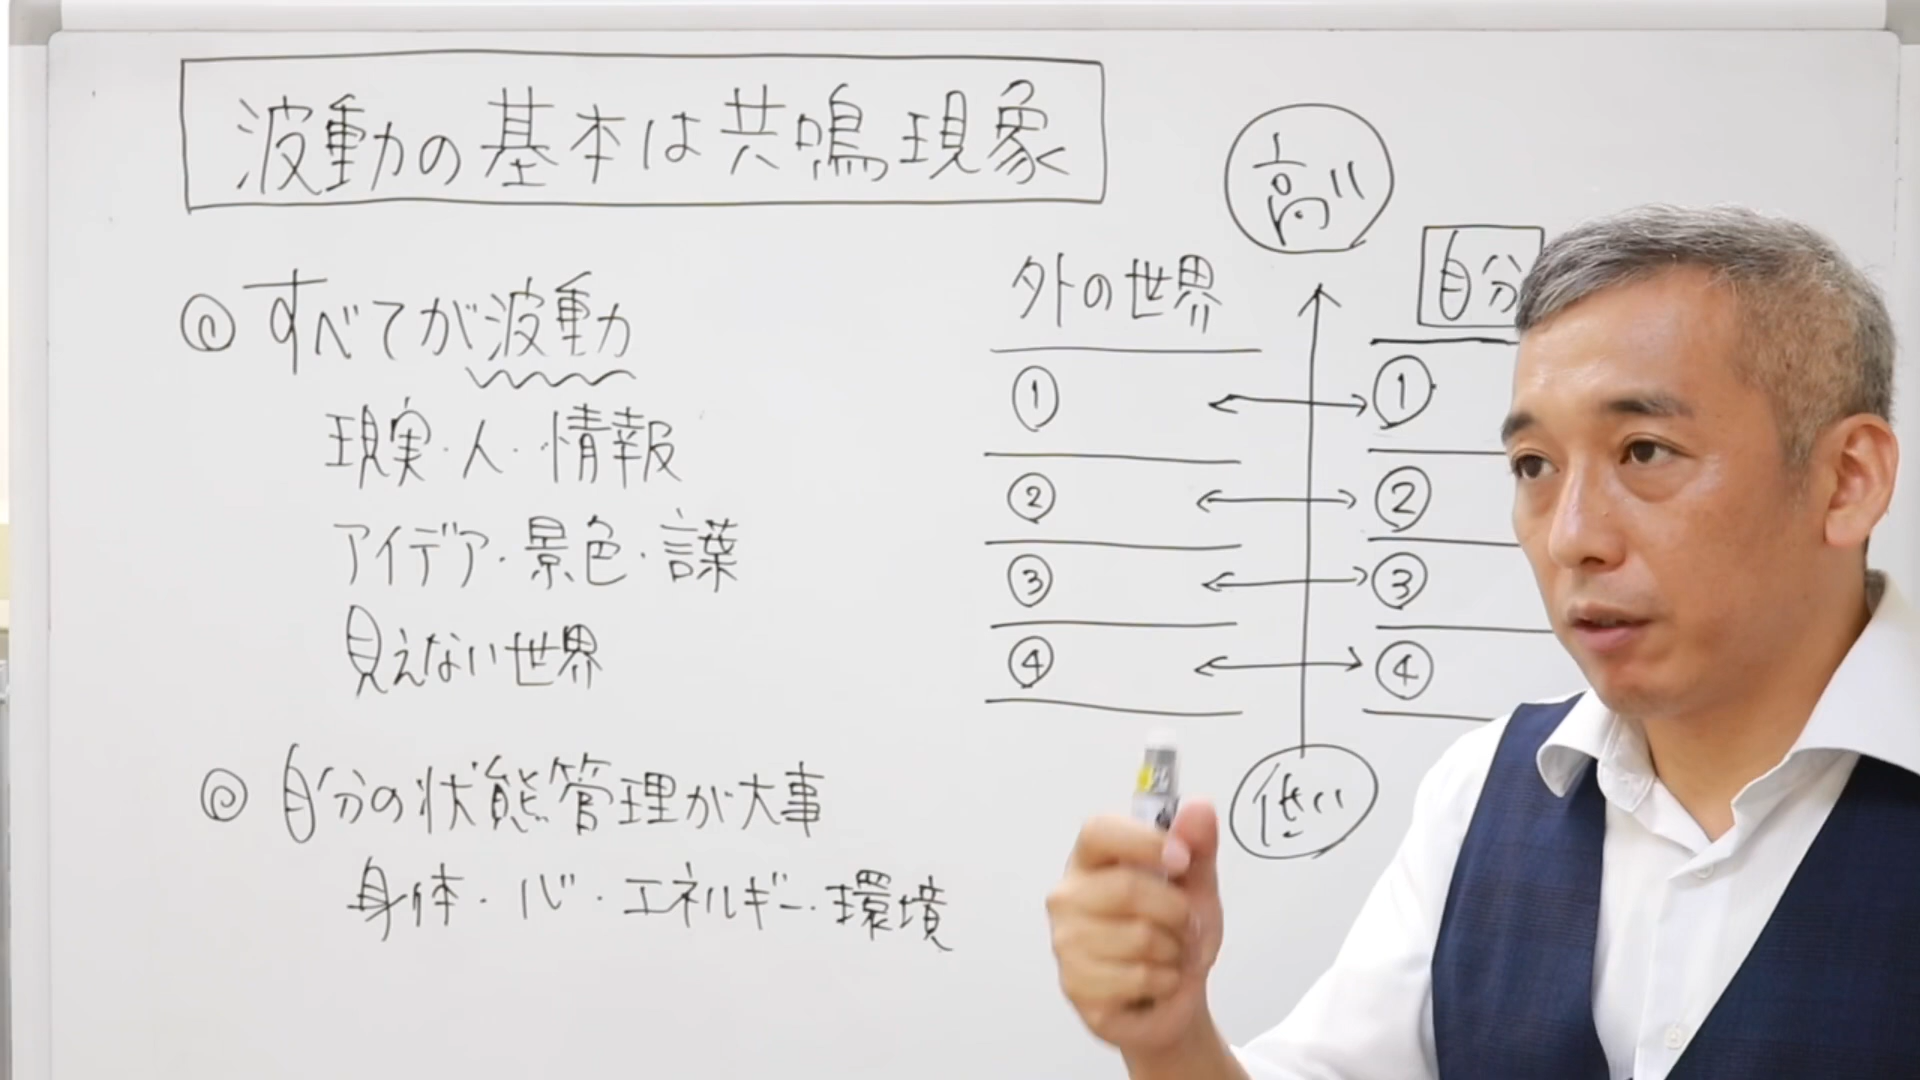 波動の基本は共鳴現象
◎ すべてが波動
現実・人・情報
アイデア・景色・言葉
見えない世界
◎ 自分の状態管理が大事
身体・心・エネルギー・環境
高い
外の世界
自分
① ↔ ①
② ↔ ②
③ ↔ ③
④ ↔ ④
低い